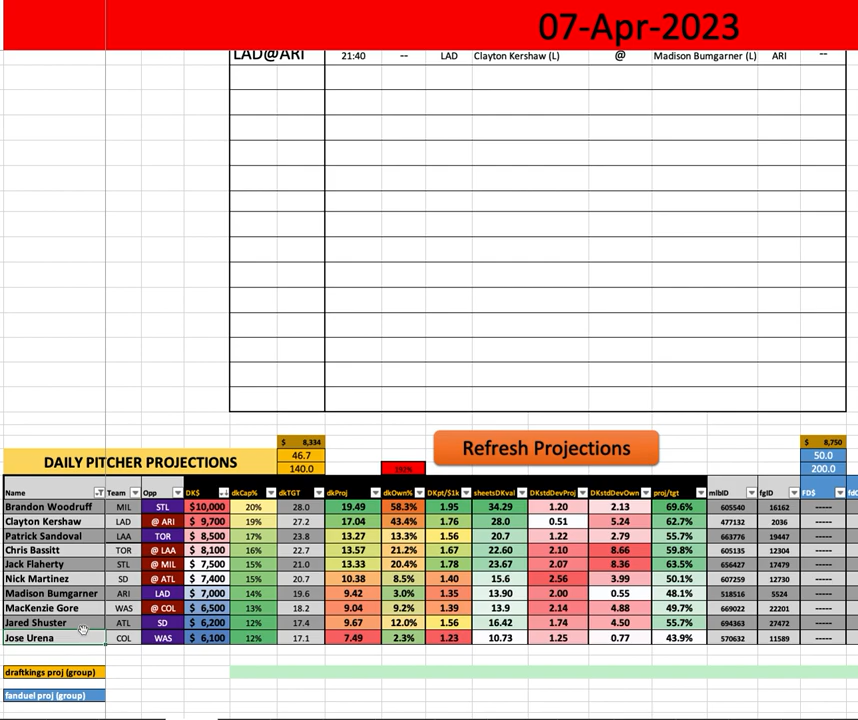 07-Apr-2023
LAD@ARI 21:40 -- LAD Clayton Kershaw (L) @ Madison Bumgarner (L) ARI --
$ 8,334 $ 8,750
DAILY PITCHER PROJECTIONS 46.7 Refresh Projections 50.0
140.0 192% 200.0
Name Team Opp DK$ dkCap% dkTGT dkProj dkOwn% DKpt/$1k sheetsDKval DKstdDevProj DKstdDevOwn proj/tgt mlbID fgID FD$
Brandon Woodruff MIL STL $10,000 20% 28.0 19.49 58.3% 1.95 34.29 1.20 2.13 69.6% 605540 16162 -----
Clayton Kershaw LAD @ ARI $ 9,700 19% 27.2 17.04 43.4% 1.76 28.0 0.51 5.24 62.7% 477132 2036 -----
Patrick Sandoval LAA TOR $ 8,500 17% 23.8 13.27 13.3% 1.56 20.7 1.22 2.79 55.7% 663776 19447 -----
Chris Bassitt TOR @ LAA $ 8,100 16% 22.7 13.57 21.2% 1.67 22.60 2.10 8.66 59.8% 605135 12304 -----
Jack Flaherty STL @ MIL $ 7,500 15% 21.0 13.33 20.4% 1.78 23.67 2.10 8.36 63.5% 656427 17479 -----
Nick Martinez SD @ ATL $ 7,400 15% 20.7 10.38 8.5% 1.40 15.6 2.56 3.99 50.1% 607259 12730 -----
Madison Bumgarner ARI LAD $ 7,000 14% 19.6 9.42 3.0% 1.35 13.90 2.00 0.55 48.1% 518516 5524 -----
MacKenzie Gore WAS @ COL $ 6,500 13% 18.2 9.04 9.2% 1.39 13.9 2.14 4.88 49.7% 669022 22201 -----
Jared Shuster ATL SD $ 6,200 12% 17.4 9.67 12.0% 1.56 16.42 1.74 4.50 55.7% 694363 27472 -----
Jose Urena COL WAS $ 6,100 12% 17.1 7.49 2.3% 1.23 10.73 1.25 0.77 43.9% 570632 11589 -----
draftkings proj (group)
fanduel proj (group)